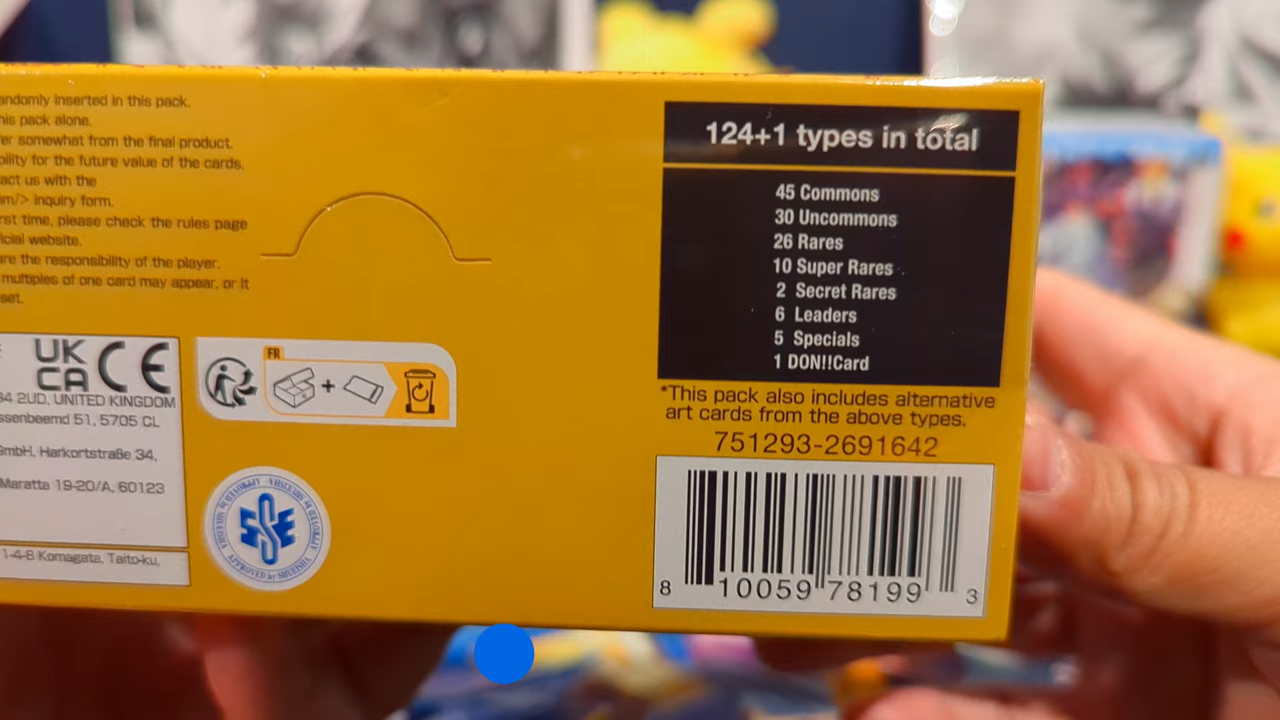 andomly inserted in this pack.
his pack alone.
er somewhat from the final product.
bility for the future value of the cards.
act us with the
om/> inquiry form.
rst time, please check the rules page
icial website.
are the responsibility of the player.
multiples of one card may appear, or it
set.
124+1 types in total
45 Commons
30 Uncommons
26 Rares
10 Super Rares
2 Secret Rares
6 Leaders
5 Specials
1 DON!!Card
*This pack also includes alternative
art cards from the above types.
751293-2691642
8 10059 78199 3
UK
CA CE
34 2UD, UNITED KINGDOM
ssenbeemd 51, 5705 CL
GmbH, Harkortstraße 34,
Maratta 19-20/A, 60123
1-4-8 Komagata, Taito-ku,
FR
APPROVED by SHUEISHA